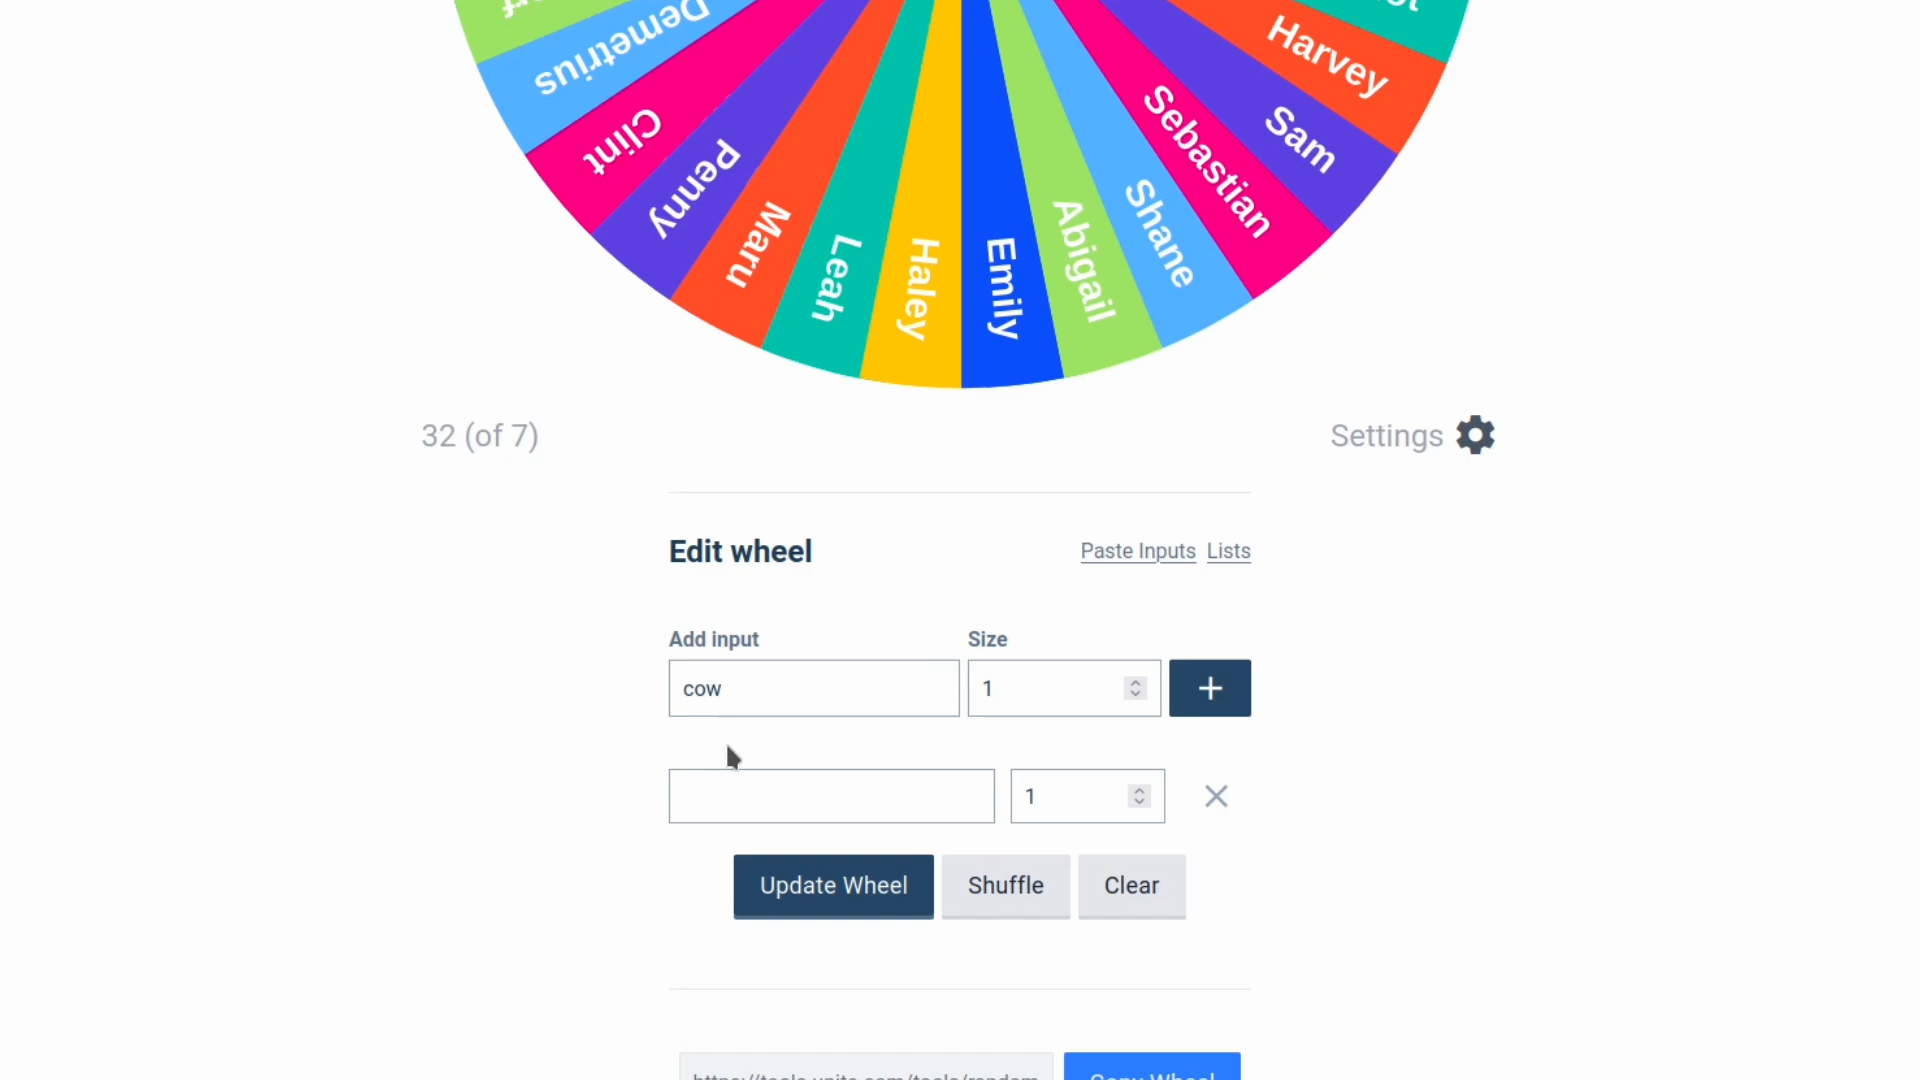 Demetrius
Clint
Penny
Maru
Leah
Haley
Emily
Abigail
Shane
Sebastian
Sam
Harvey
32 (of 7)
Settings
Edit wheel
Paste Inputs Lists
Add input Size
cow 1 +
1
Update Wheel Shuffle Clear